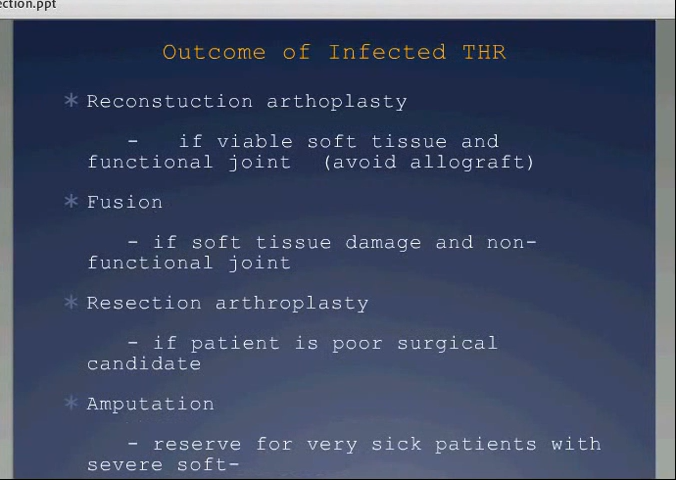 ection.ppt
Outcome of Infected THR
* Reconstuction arthoplasty
- if viable soft tissue and
functional joint (avoid allograft)
* Fusion
- if soft tissue damage and non-
functional joint
* Resection arthroplasty
- if patient is poor surgical
candidate
* Amputation
- reserve for very sick patients with
severe soft-